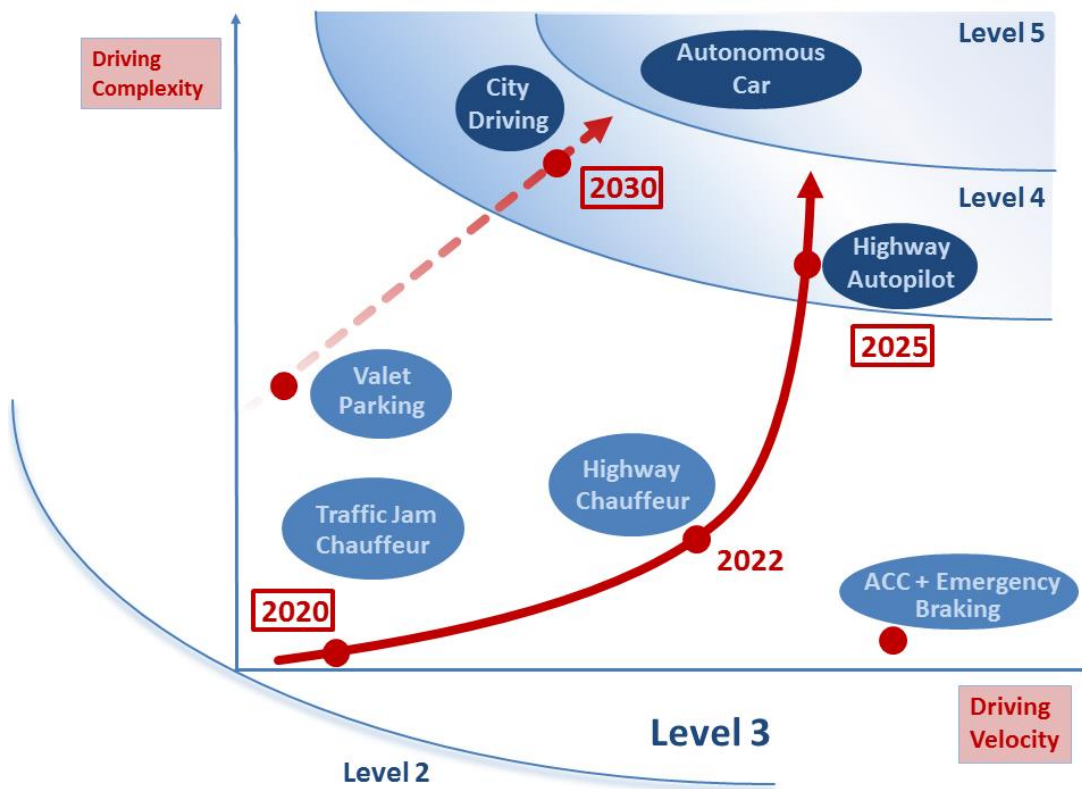 Driving
Complexity
Level 5
Autonomous
Car
City
Driving
2030
Level 4
Highway
Autopilot
2025
Valet
Parking
Highway
Chauffeur
Traffic Jam
Chauffeur
2022
ACC + Emergency
Braking
2020
Driving
Velocity
Level 3
Level 2